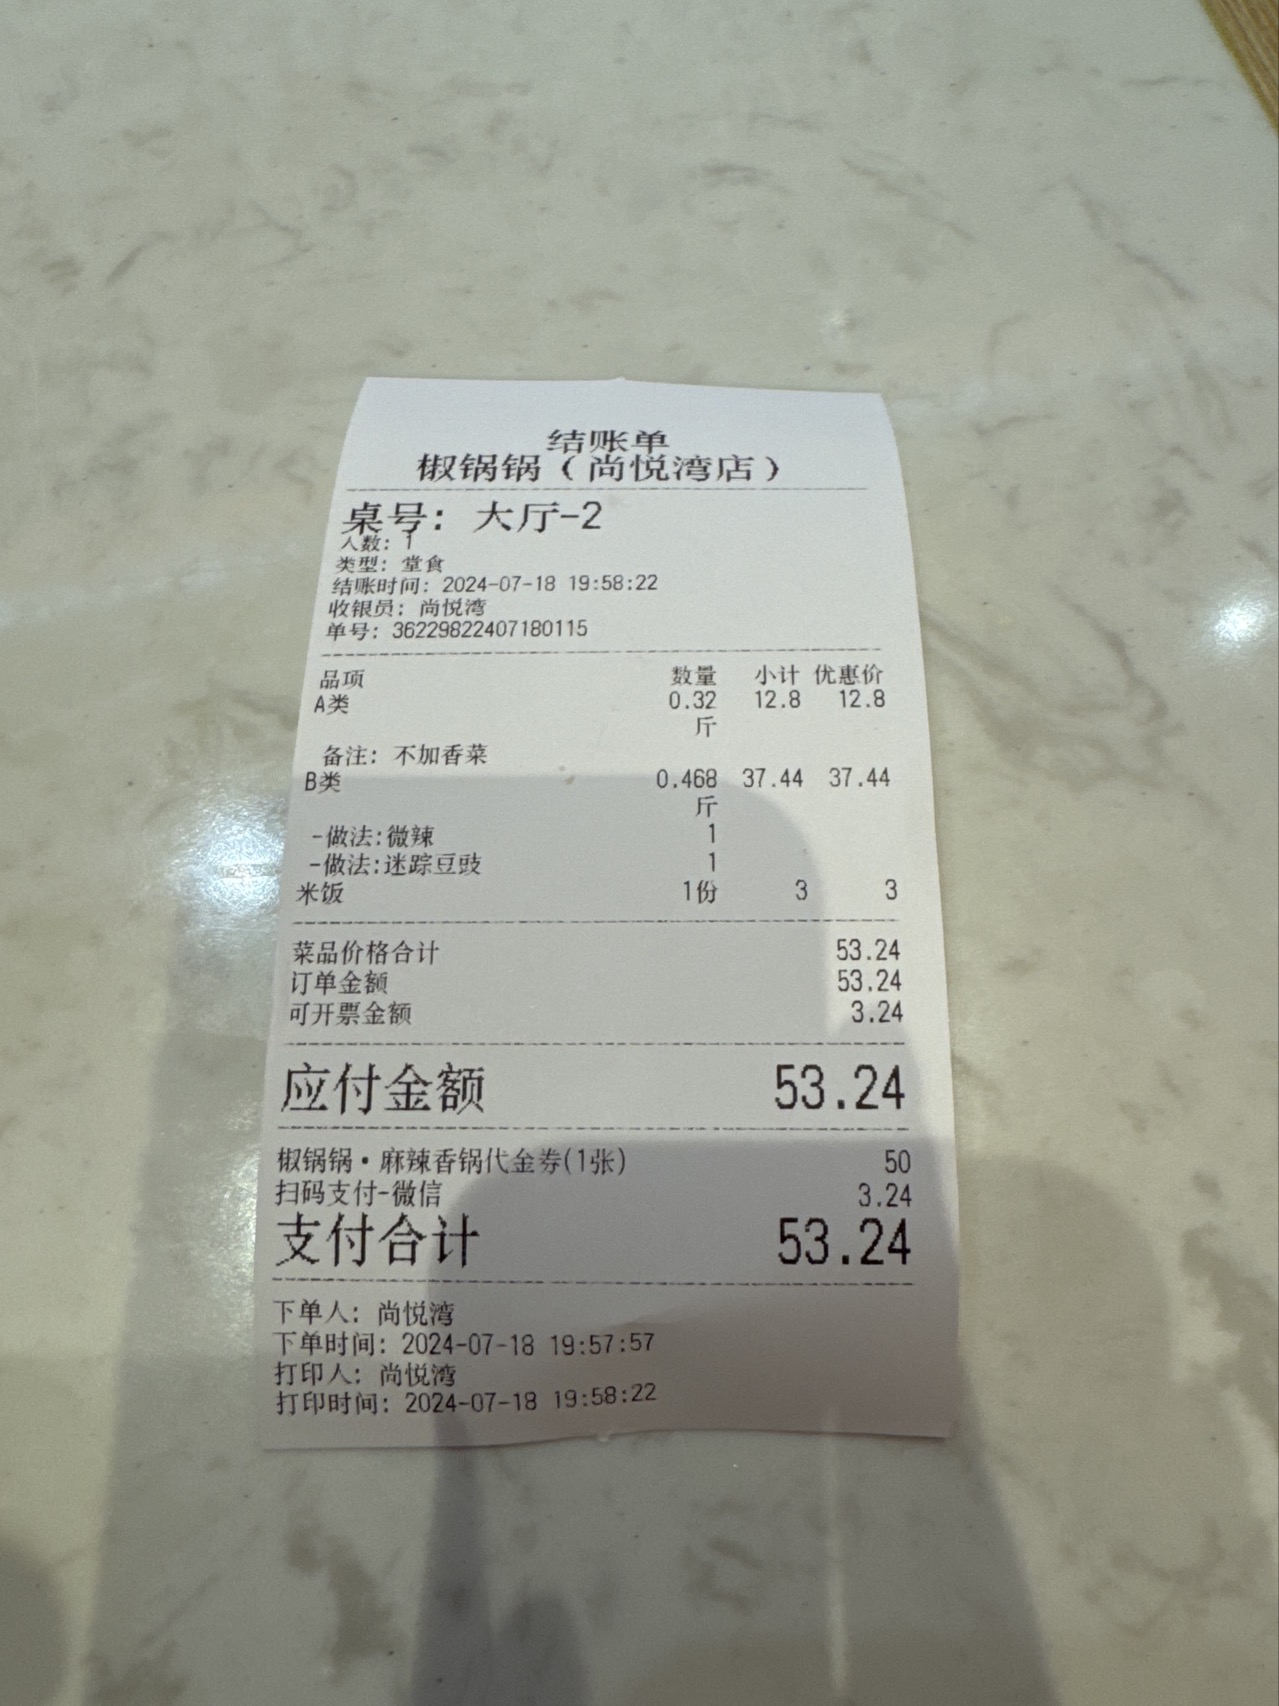 结账单
椒锅锅（尚悦湾店）
桌号： 大厅-2
人数: 1
类型: 堂食
结账时间: 2024-07-18 19:58:22
收银员: 尚悦湾
单号: 36229822407180115
品项 数量 小计 优惠价
A类 0.32 12.8 12.8
斤
备注: 不加香菜
B类 0.468 37.44 37.44
斤
-做法:微辣 1
-做法:迷踪豆豉 1
米饭 1份 3 3
菜品价格合计 53.24
订单金额 53.24
可开票金额 3.24
应付金额 53.24
椒锅锅•麻辣香锅代金券(1张) 50
扫码支付-微信 3.24
支付合计 53.24
下单人: 尚悦湾
下单时间: 2024-07-18 19:57:57
打印人: 尚悦湾
打印时间: 2024-07-18 19:58:22